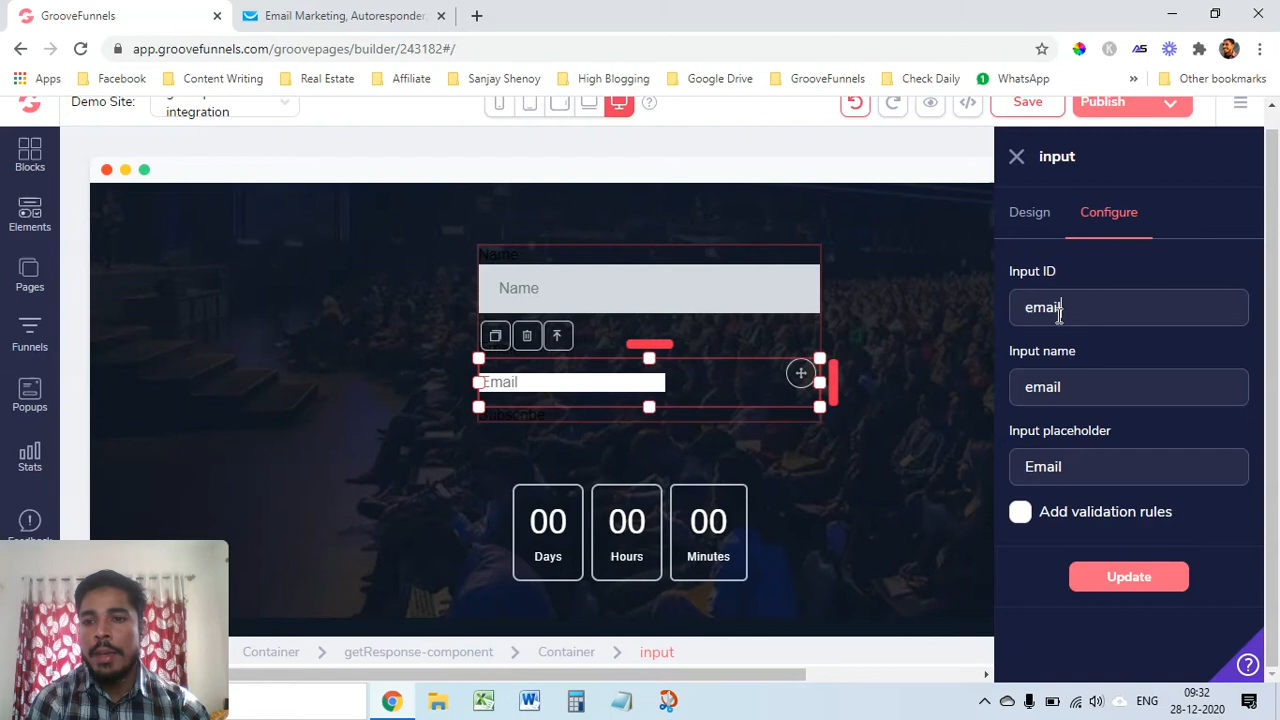 GrooveFunnels
Email Marketing, Autoresponder,
app.groovefunnels.com/groovepages/builder/243182#/
Apps
Facebook
Content Writing
Real Estate
Affiliate
Sanjay Shenoy
High Blogging
Google Drive
GrooveFunnels
Check Daily
WhatsApp
Other bookmarks
Demo Site:
integration
Save
Publish
Blocks
Elements
Pages
Funnels
Popups
Stats
Name
Name
Email
Subscribe
00
00
00
Days
Hours
Minutes
input
Design
Configure
Input ID
email
Input name
email
Input placeholder
Email
Add validation rules
Update
Container
getResponse-component
Container
input
ENG
09:32
28-12-2020